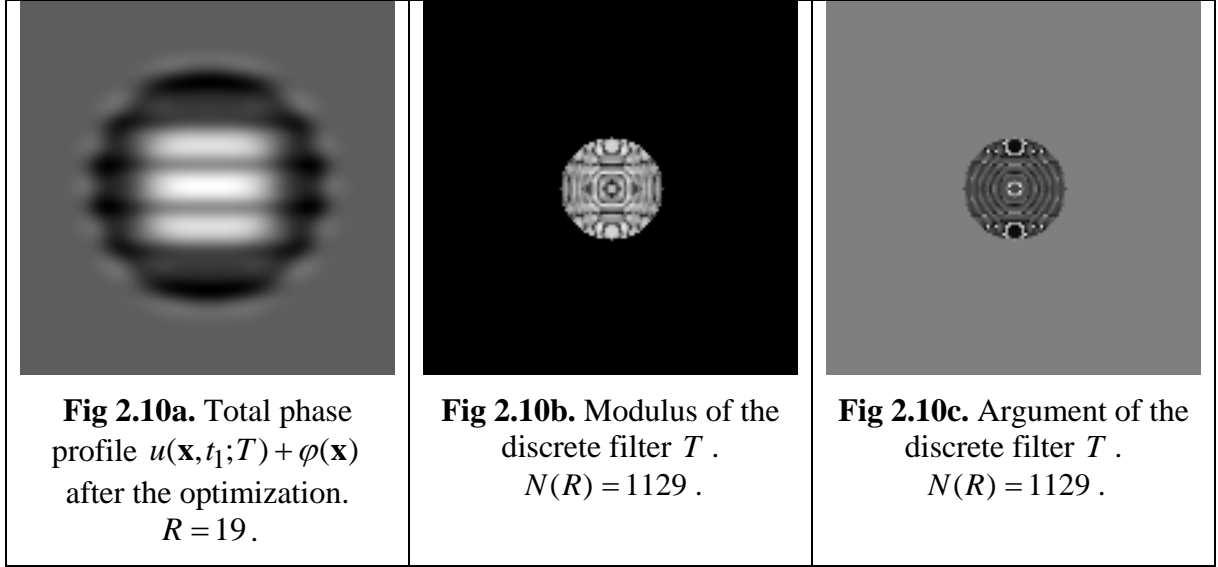 Fig 2.10a. Total phase
profile u(x,t₁;T)+φ(x)
after the optimization.
R = 19 .
Fig 2.10b. Modulus of the
discrete filter T .
N(R) = 1129 .
Fig 2.10c. Argument of the
discrete filter T .
N(R) = 1129 .